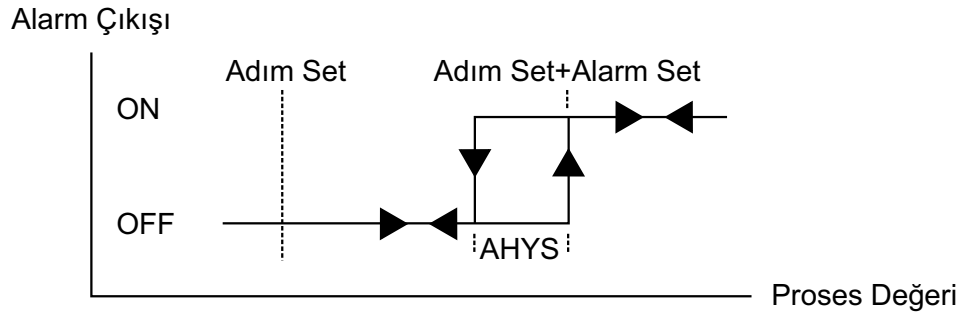 Alarm Çıkışı
Adım Set
Adım Set+Alarm Set
ON
OFF
AHYS
Proses Değeri